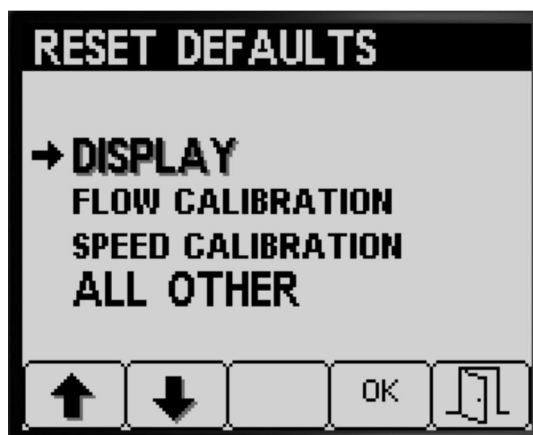 RESET DEFAULTS
DISPLAY
FLOW CALIBRATION
SPEED CALIBRATION
ALL OTHER
OK